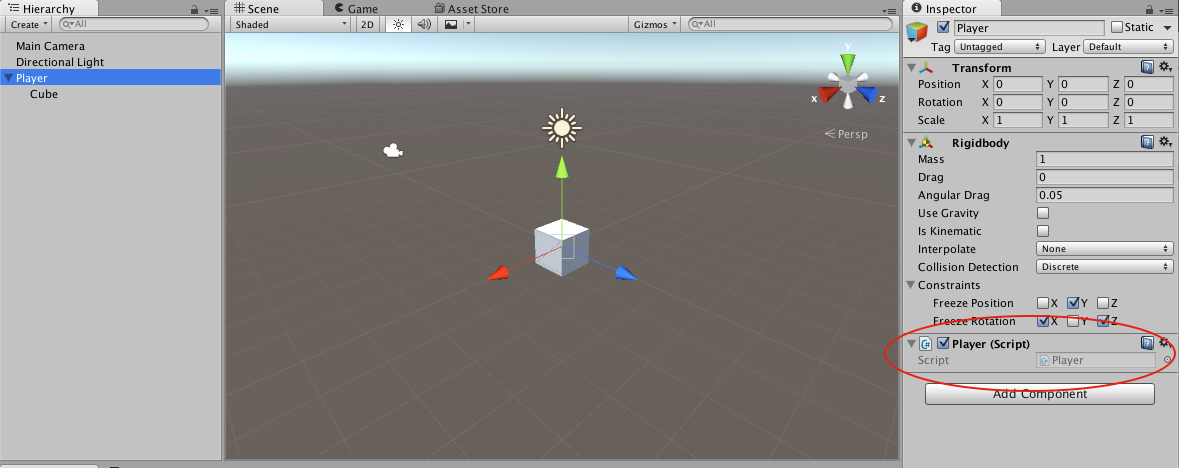 Hierarchy
Create
All
Main Camera
Directional Light
Player
Cube
Scene
Game
Asset Store
Shaded
2D
Gizmos
All
y
x
z
Persp
Inspector
Player
Static
Tag Untagged Layer Default
Transform
Position X 0 Y 0 Z 0
Rotation X 0 Y 0 Z 0
Scale X 1 Y 1 Z 1
Rigidbody
Mass 1
Drag 0
Angular Drag 0.05
Use Gravity
Is Kinematic
Interpolate None
Collision Detection Discrete
Constraints
Freeze Position X Y Z
Freeze Rotation X Y Z
C# Player (Script)
Script Player
Add Component